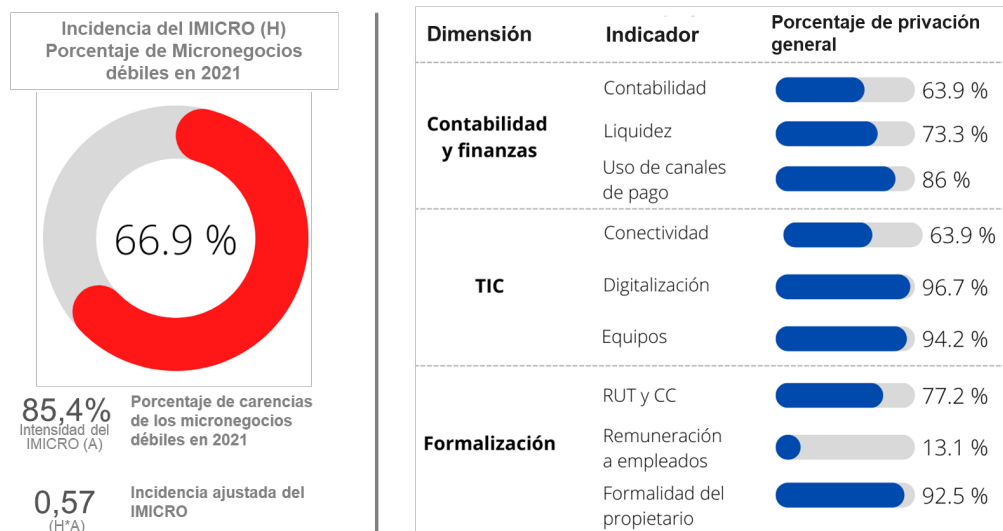 Incidencia del IMICRO (H)
Porcentaje de Micronegocios
débiles en 2021
66.9 %
85,4%
Intensidad del
IMICRO (A)
Porcentaje de carencias
de los micronegocios
débiles en 2021
0,57
(H*A)
Incidencia ajustada del
IMICRO
Dimensión
Indicador
Porcentaje de privación
general
Contabilidad
y finanzas
Contabilidad
63.9 %
Liquidez
73.3 %
Uso de canales
de pago
86 %
TIC
Conectividad
63.9 %
Digitalización
96.7 %
Equipos
94.2 %
Formalización
RUT y CC
77.2 %
Remuneración
a empleados
13.1 %
Formalidad del
propietario
92.5 %